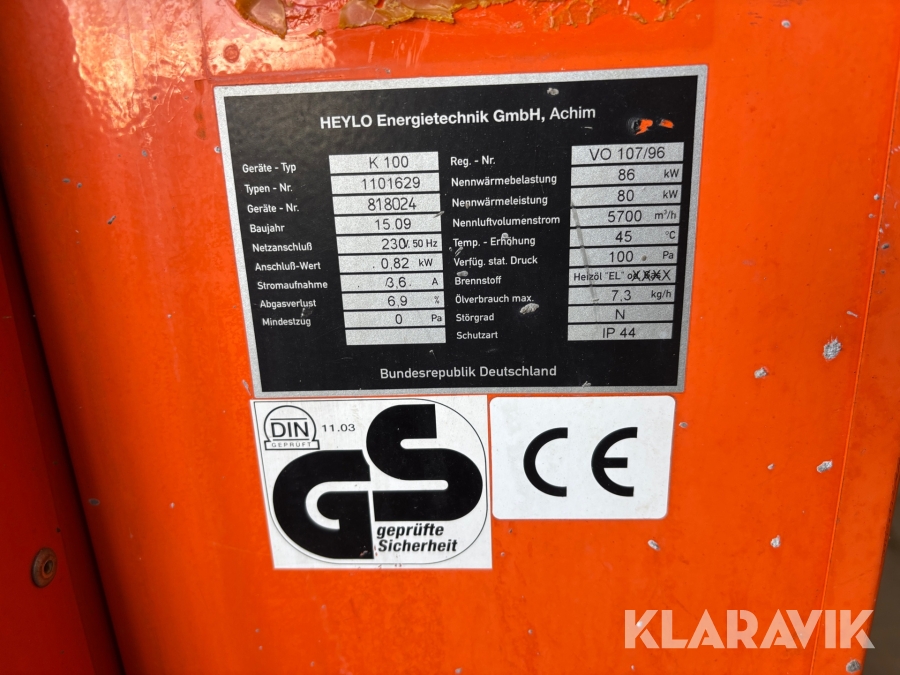 HEYLO Energietechnik GmbH, Achim
Geräte - Typ K 100
Typen - Nr. 1101629
Geräte - Nr. 818024
Baujahr 15.09
Netzanschluß 230V. 50 Hz
Anschluß-Wert 0,82 kW
Stromaufnahme 3,6 A
Abgasverlust 6,9 %
Mindestzug 0 Pa
Reg. - Nr. VO 107/96
Nennwärmebelastung 86 kW
Nennwärmeleistung 80 kW
Nennluftvolumenstrom 5700 m³/h
Temp. - Erhöhung 45 °C
Verfüg. stat. Druck 100 Pa
Brennstoff Heizöl "EL"
Ölverbrauch max. 7,3 kg/h
Störgrad N
Schutzart IP 44
Bundesrepublik Deutschland
DIN
GEPRÜFT
11.03
GS
geprüfte
Sicherheit
CE
KLARAVIK